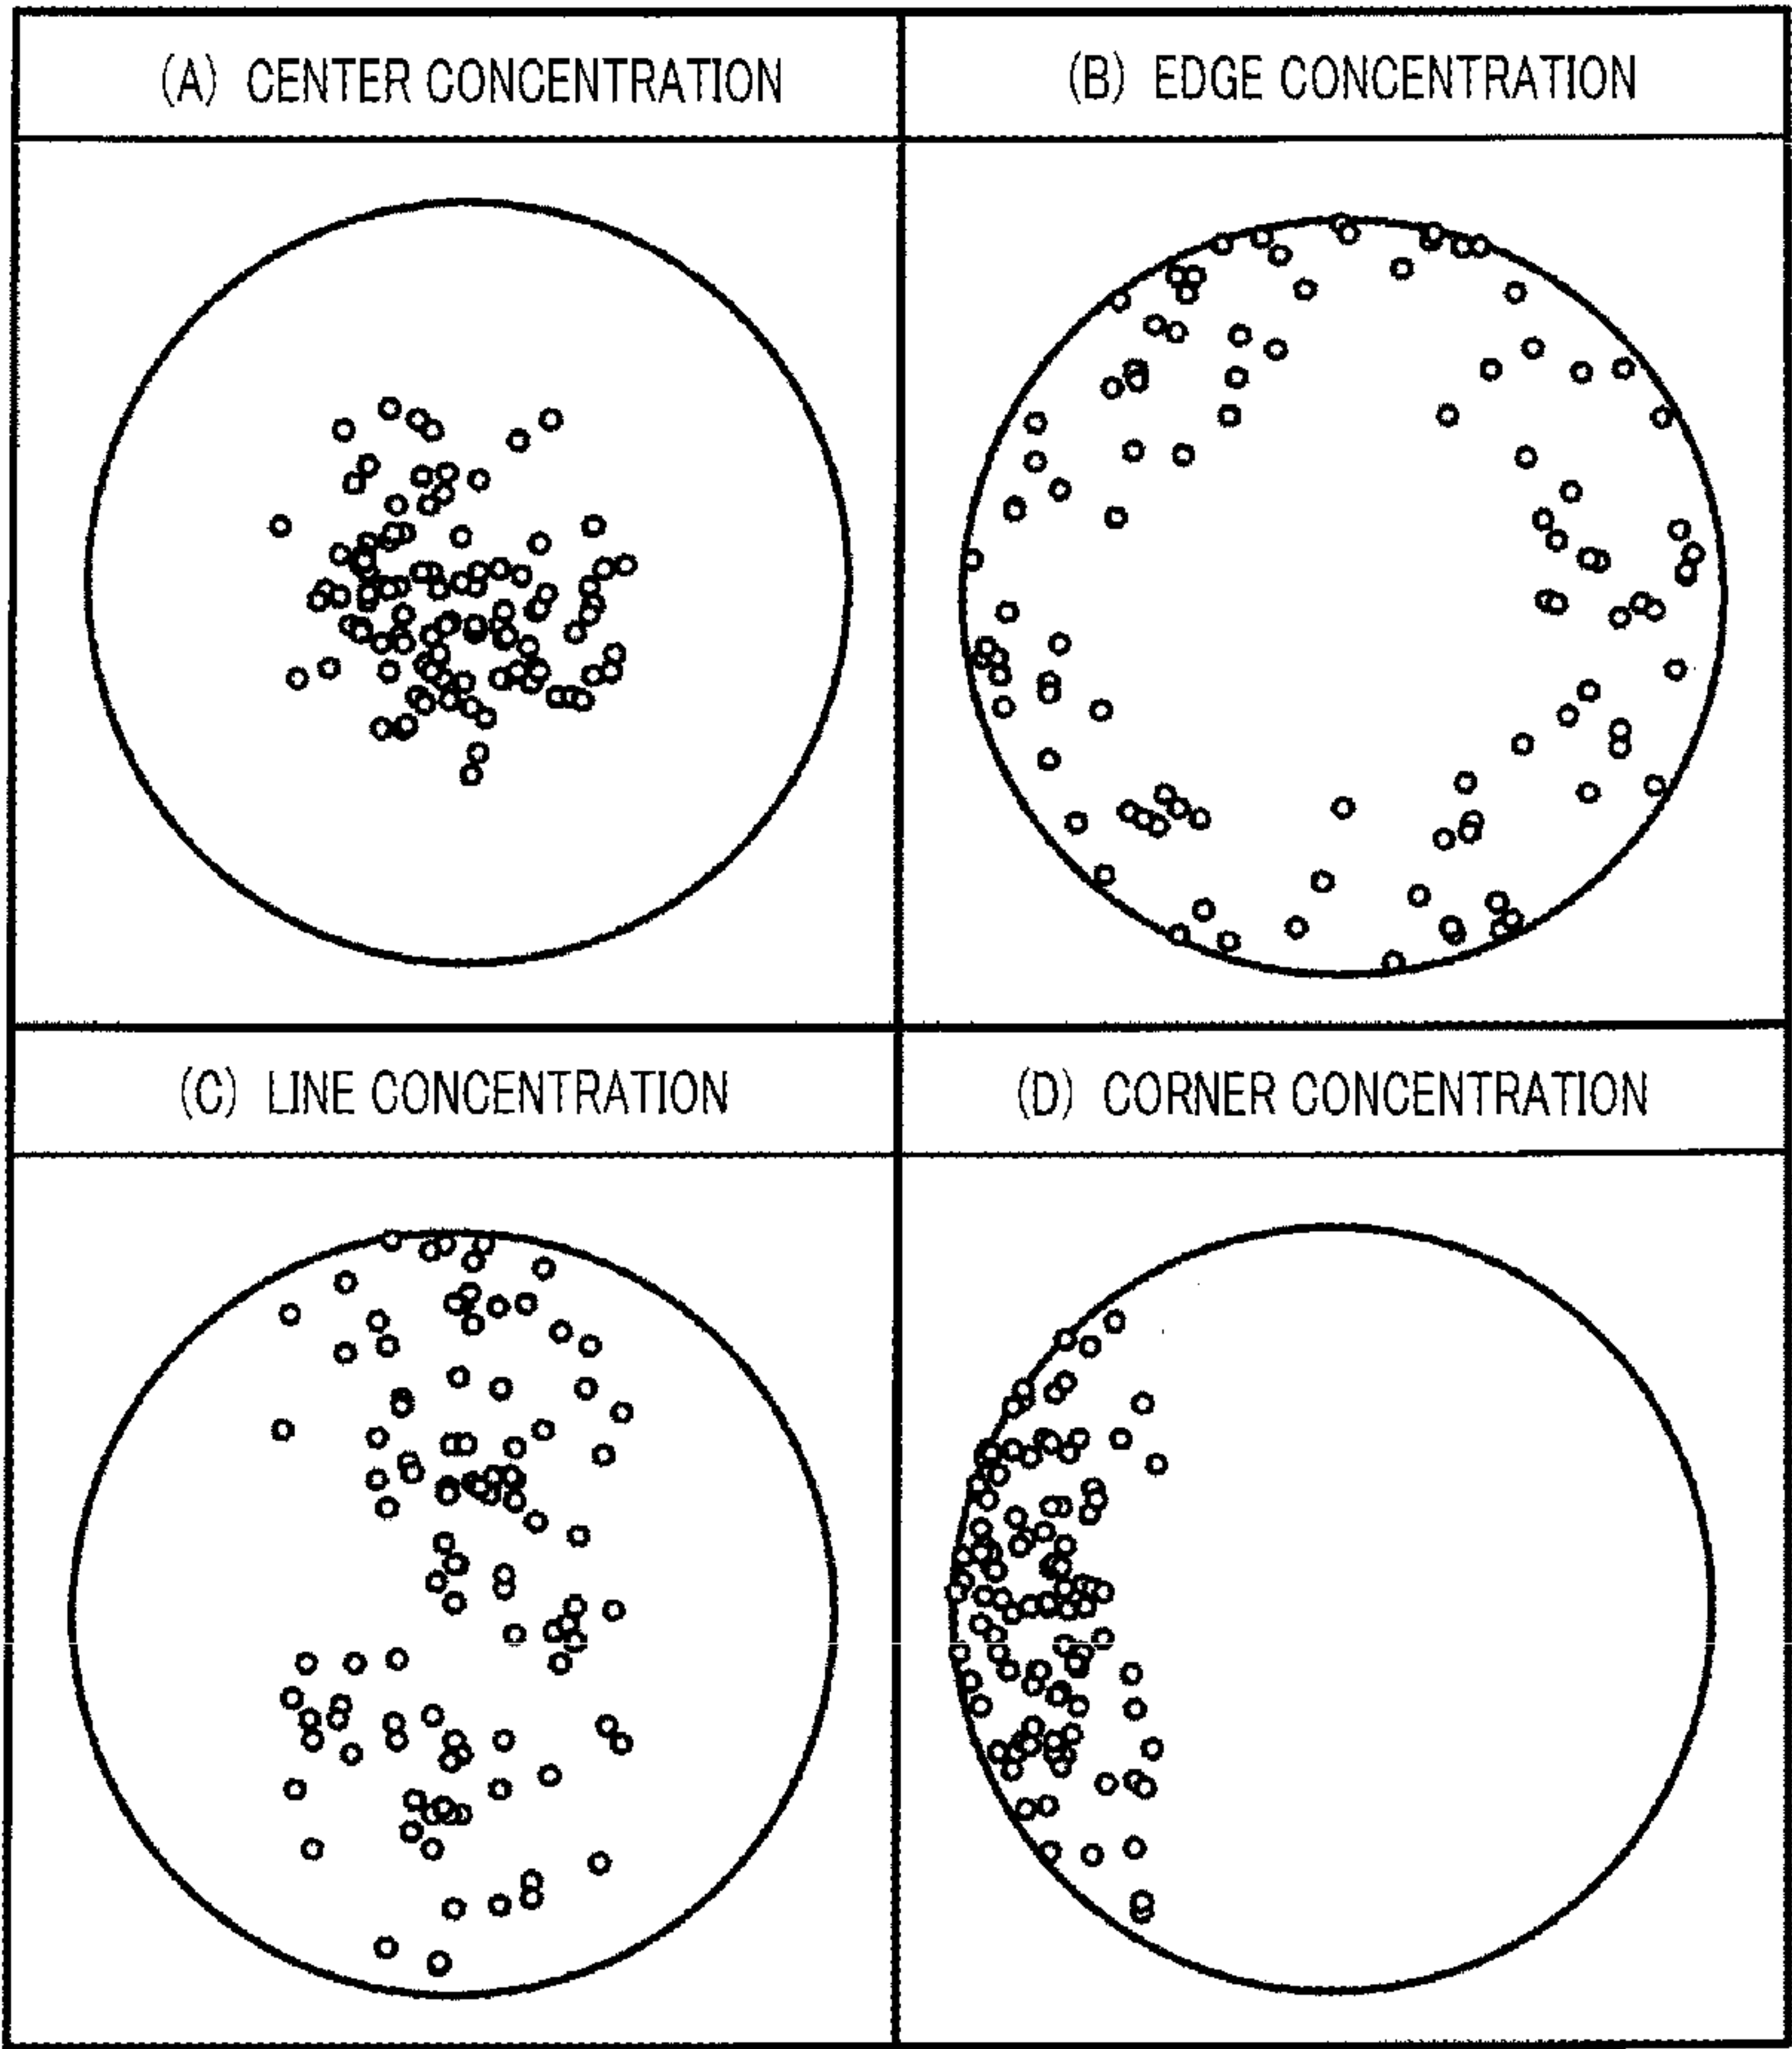 (A) CENTER CONCENTRATION
(B) EDGE CONCENTRATION
(C) LINE CONCENTRATION
(D) CORNER CONCENTRATION